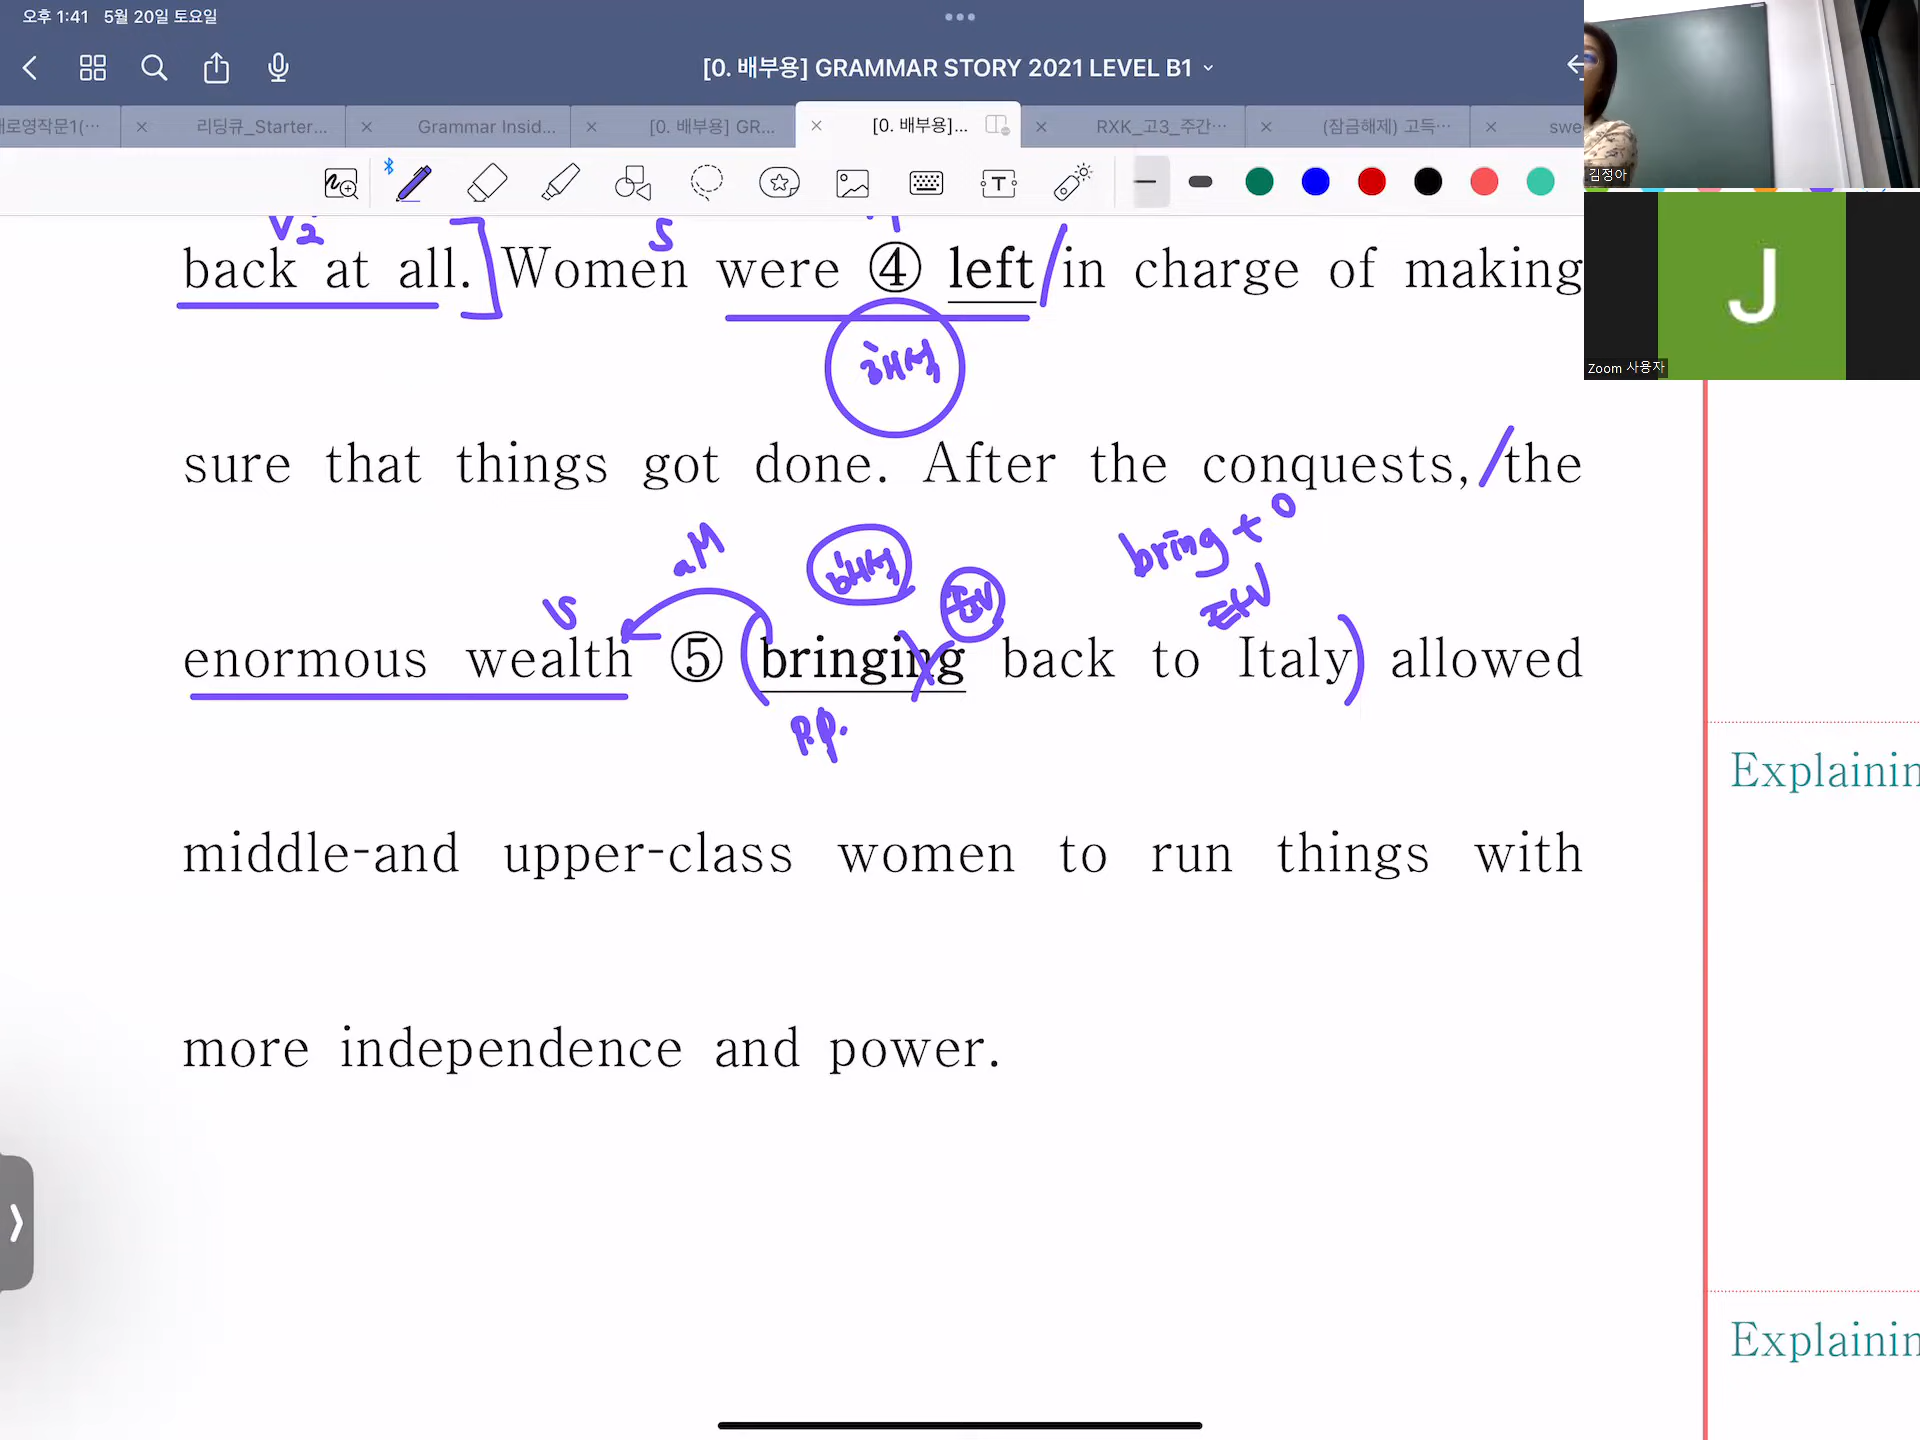 오후 1:41 5월 20일 토요일
[0. 배부용] GRAMMAR STORY 2021 LEVEL B1
리딩큐_Starter...
Grammar Insid...
[0. 배부용] GR...
[0. 배부용]...
RXK_고3_주간...
(잠금해제) 고득...
swe
김정아
J
Zoom 사용자
V2
S
back at all. Women were ④ left in charge of making
해석
sure that things got done. After the conquests, the
aM
해석
bring + O
S
enormous wealth ⑤ bringing back to Italy allowed
p.p.
Explainin
middle-and upper-class women to run things with
more independence and power.
Explainin